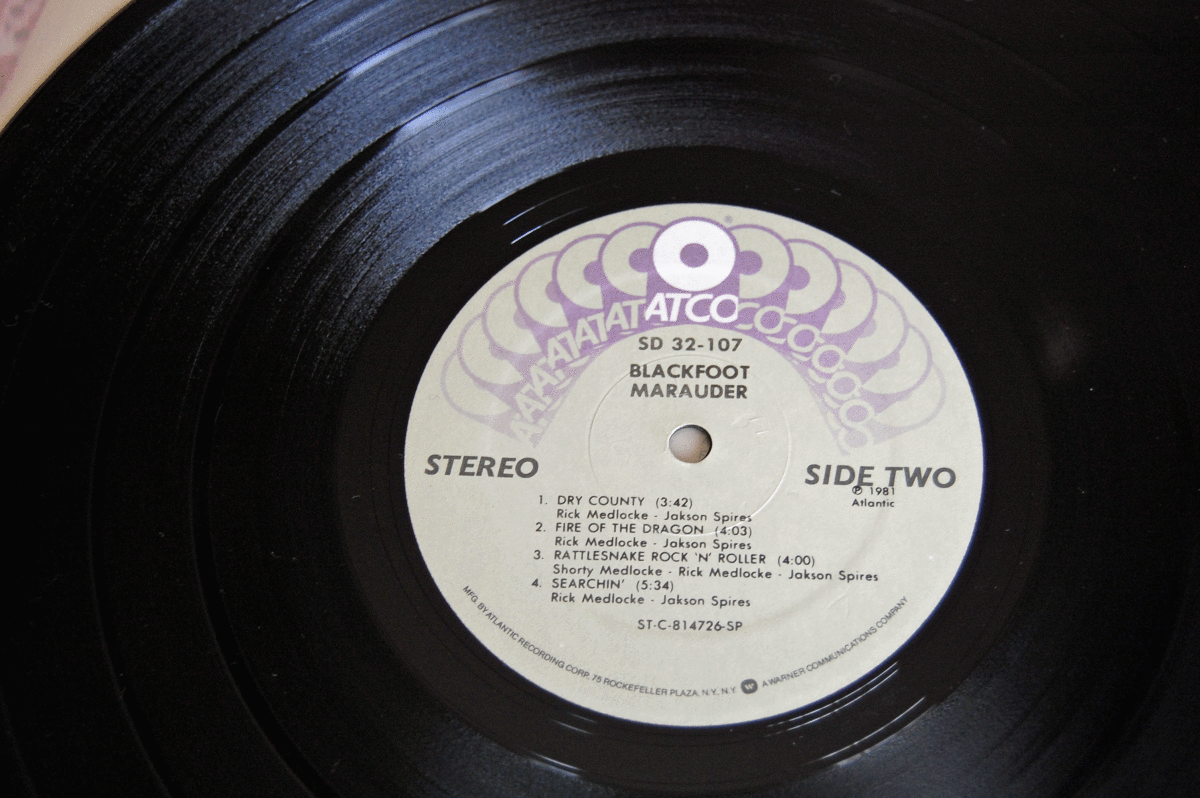 ATCO
SD 32-107
BLACKFOOT
MARAUDER
STEREO
SIDE TWO
℗ 1981
Atlantic
1. DRY COUNTY (3:42)
Rick Medlocke - Jakson Spires
2. FIRE OF THE DRAGON (4:03)
Rick Medlocke - Jakson Spires
3. RATTLESNAKE ROCK 'N' ROLLER (4:00)
Shorty Medlocke - Rick Medlocke - Jakson Spires
4. SEARCHIN' (5:34)
Rick Medlocke - Jakson Spires
ST-C-814726-SP
MFG. BY ATLANTIC RECORDING CORP. 75 ROCKEFELLER PLAZA, N.Y. N.Y. W A WARNER COMMUNICATIONS COMPANY